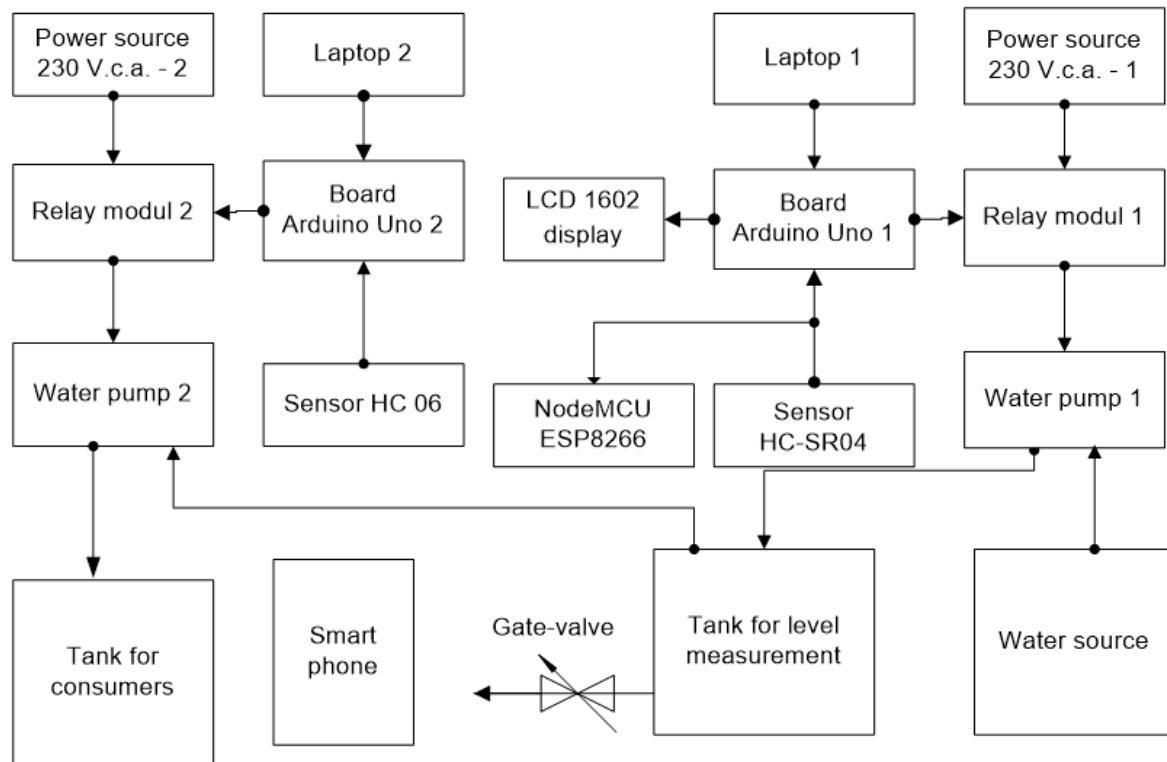 Power source
230 V.c.a. - 2
Laptop 2
Laptop 1
Power source
230 V.c.a. - 1
Relay modul 2
Board
Arduino Uno 2
LCD 1602
display
Board
Arduino Uno 1
Relay modul 1
Water pump 2
Sensor HC 06
NodeMCU
ESP8266
Sensor
HC-SR04
Water pump 1
Tank for
consumers
Smart
phone
Gate-valve
Tank for level
measurement
Water source